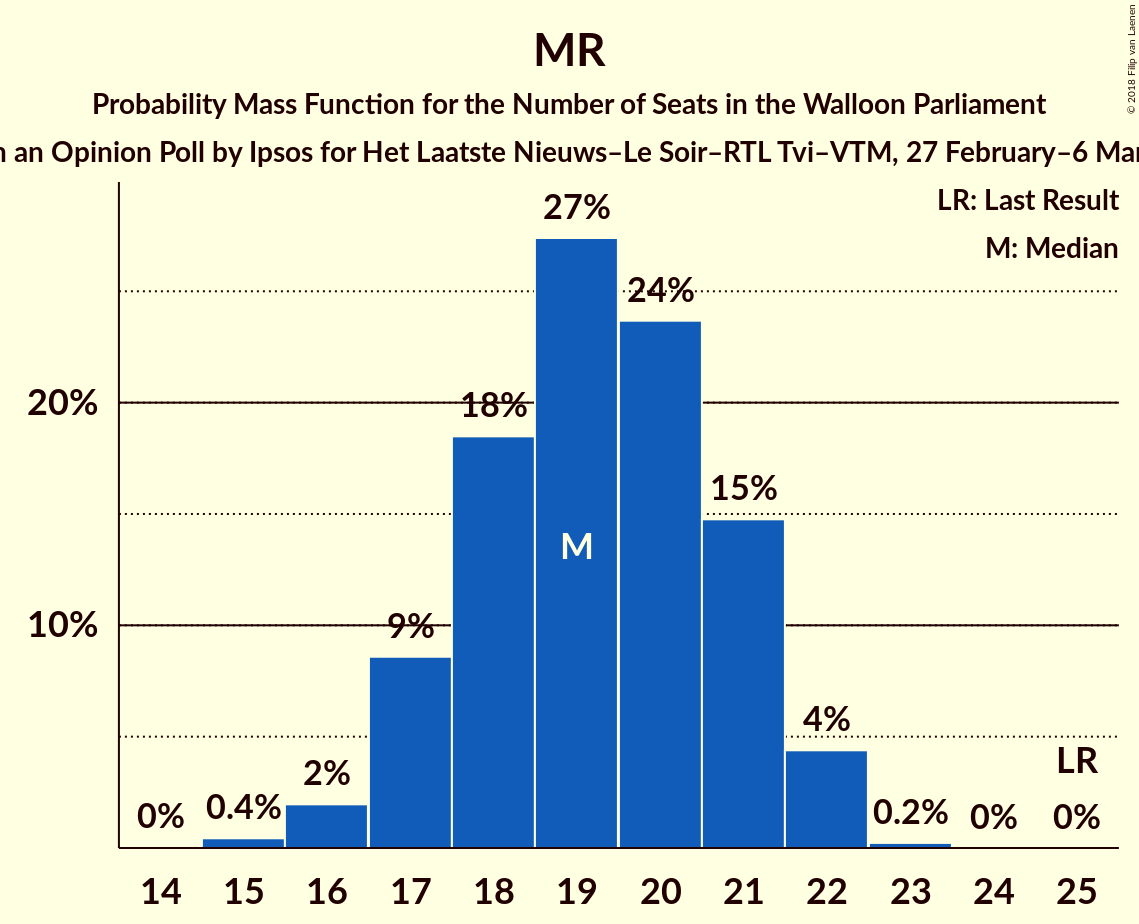 MR
Probability Mass Function for the Number of Seats in the Walloon Parliament
an Opinion Poll by Ipsos for Het Laatste Nieuws–Le Soir–RTL Tvi–VTM, 27 February–6
© 2018 Filip van Laenen
LR: Last Result
M: Median
27%
24%
20%
18%
15%
M
10%
9%
4%
LR
2%
0%
0.4%
0.2%
0%
0%
14 15 16 17 18 19 20 21 22 23 24 25